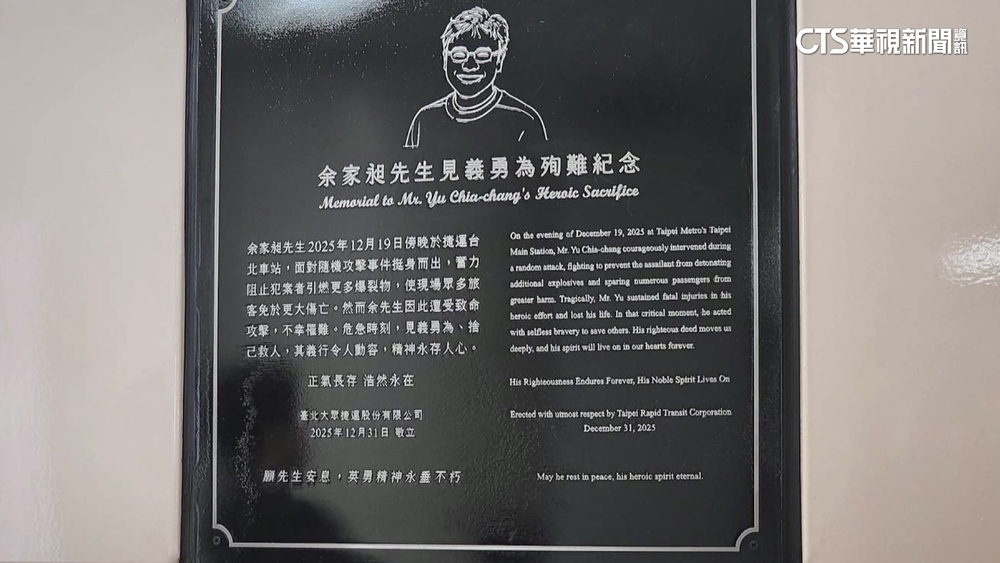 CTS華視新聞資訊
余家昶先生見義勇為殉難紀念
Memorial to Mr. Yu Chia-chang's Heroic Sacrifice
余家昶先生2025年12月19日傍晚於捷運台
北車站，面對隨機攻擊事件挺身而出，奮力
阻止犯案者引燃更多爆裂物，使現場眾多旅
客免於更大傷亡。然而余先生因此遭受致命
攻擊，不幸罹難。危急時刻，見義勇為、捨
己救人，其義行令人動容，精神永存人心。
正氣長存 浩然永在
臺北大眾捷運股份有限公司
2025年12月31日 敬立
願先生安息，英勇精神永垂不朽
On the evening of December 19, 2025 at Taipei Metro's Taipei
Main Station, Mr. Yu Chia-chang courageously intervened during
a random attack, fighting to prevent the assailant from detonating
additional explosives and sparing numerous passengers from
greater harm. Tragically, Mr. Yu sustained fatal injuries in his
heroic effort and lost his life. In that critical moment, he acted
with selfless bravery to save others. His righteous deed moves us
deeply, and his spirit will live on in our hearts forever.
His Righteousness Endures Forever, His Noble Spirit Lives On
Erected with utmost respect by Taipei Rapid Transit Corporation
December 31, 2025
May he rest in peace, his heroic spirit eternal.